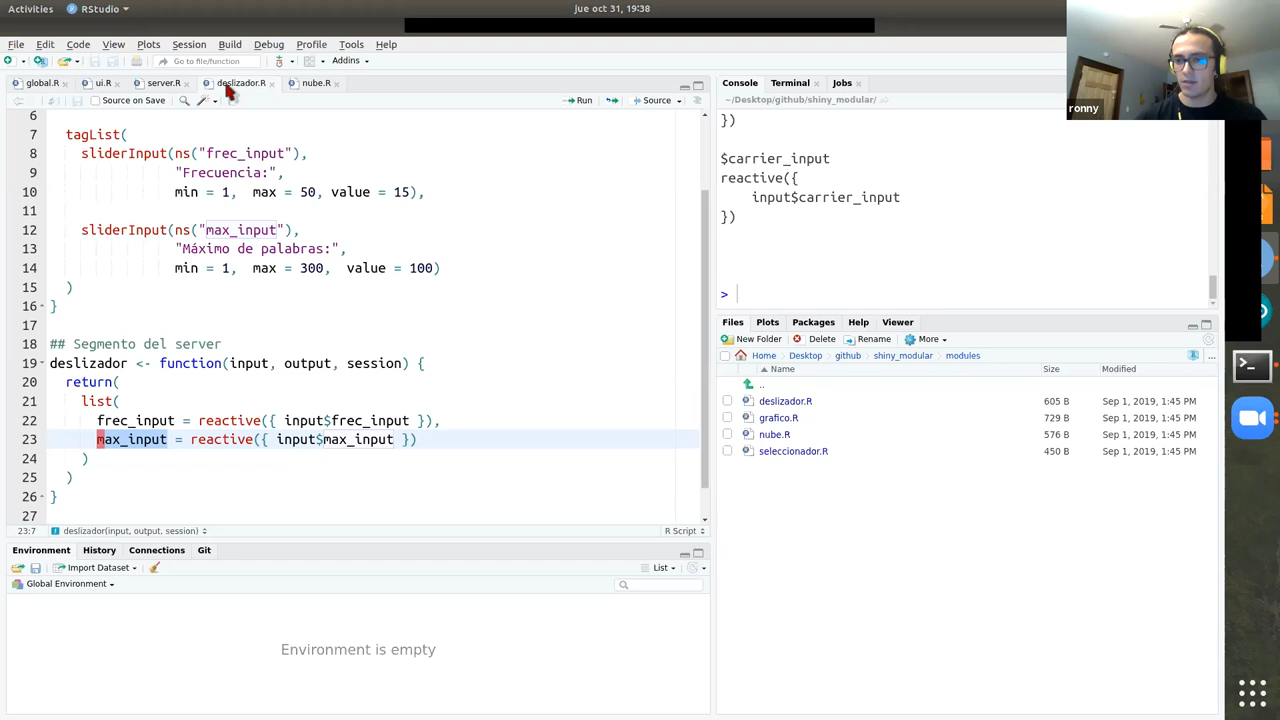 Activities
RStudio
jue oct 31, 19:38
File Edit Code View Plots Session Build Debug Profile Tools Help
Go to file/function
Addins
global.R ui.R server.R deslizador.R nube.R
Source on Save
Run
Source
6
7 tagList(
8 sliderInput(ns("frec_input"),
9 "Frecuencia:",
10 min = 1, max = 50, value = 15),
11
12 sliderInput(ns("max_input"),
13 "Máximo de palabras:",
14 min = 1, max = 300, value = 100)
15 )
16 }
17
18 ## Segmento del server
19 deslizador <- function(input, output, session) {
20 return(
21 list(
22 frec_input = reactive({ input$frec_input }),
23 max_input = reactive({ input$max_input })
24 )
25 )
26 }
27
23:7 deslizador(input, output, session) R Script
Environment History Connections Git
Import Dataset
List
Global Environment
Environment is empty
Console Terminal Jobs
~/Desktop/github/shiny_modular/
})
$carrier_input
reactive({
input$carrier_input
})
>
Files Plots Packages Help Viewer
New Folder Delete Rename More
Home Desktop github shiny_modular modules
...
Name Size Modified
..
deslizador.R 605 B Sep 1, 2019, 1:45 PM
grafico.R 729 B Sep 1, 2019, 1:45 PM
nube.R 576 B Sep 1, 2019, 1:45 PM
seleccionador.R 450 B Sep 1, 2019, 1:45 PM
ronny